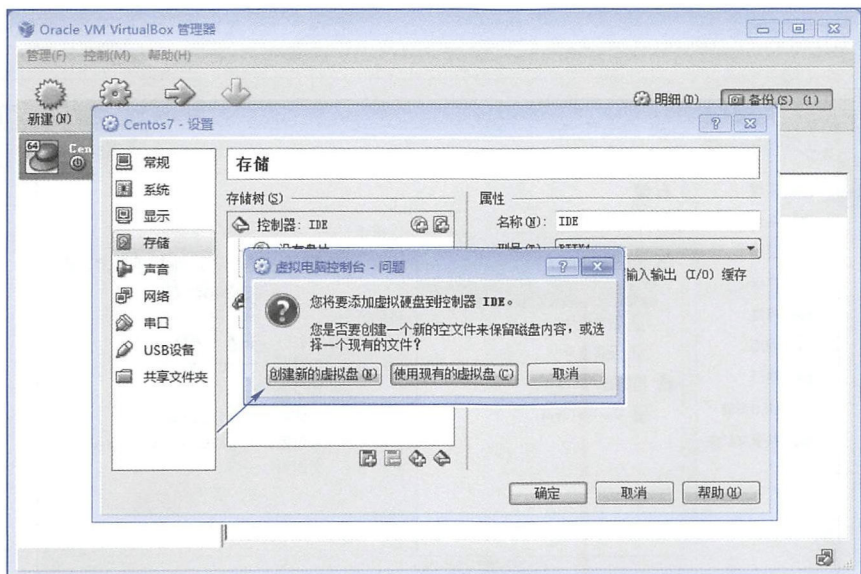 Oracle VM VirtualBox 管理器
管理(F) 控制(M) 帮助(H)
新建(N)
明细(D) 备份(S) (1)
64
Cen
Centos7 - 设置
常规
系统
显示
存储
声音
网络
串口
USB设备
共享文件夹
存储
存储树(S)
控制器: IDE
属性
名称(N): IDE
输入输出 (I/O) 缓存
虚拟电脑控制台 - 问题
您将要添加虚拟硬盘到控制器 IDE。
您是否要创建一个新的空文件来保留磁盘内容，或选
择一个现有的文件?
创建新的虚拟盘(N) 使用现有的虚拟盘(C) 取消
确定 取消 帮助(H)